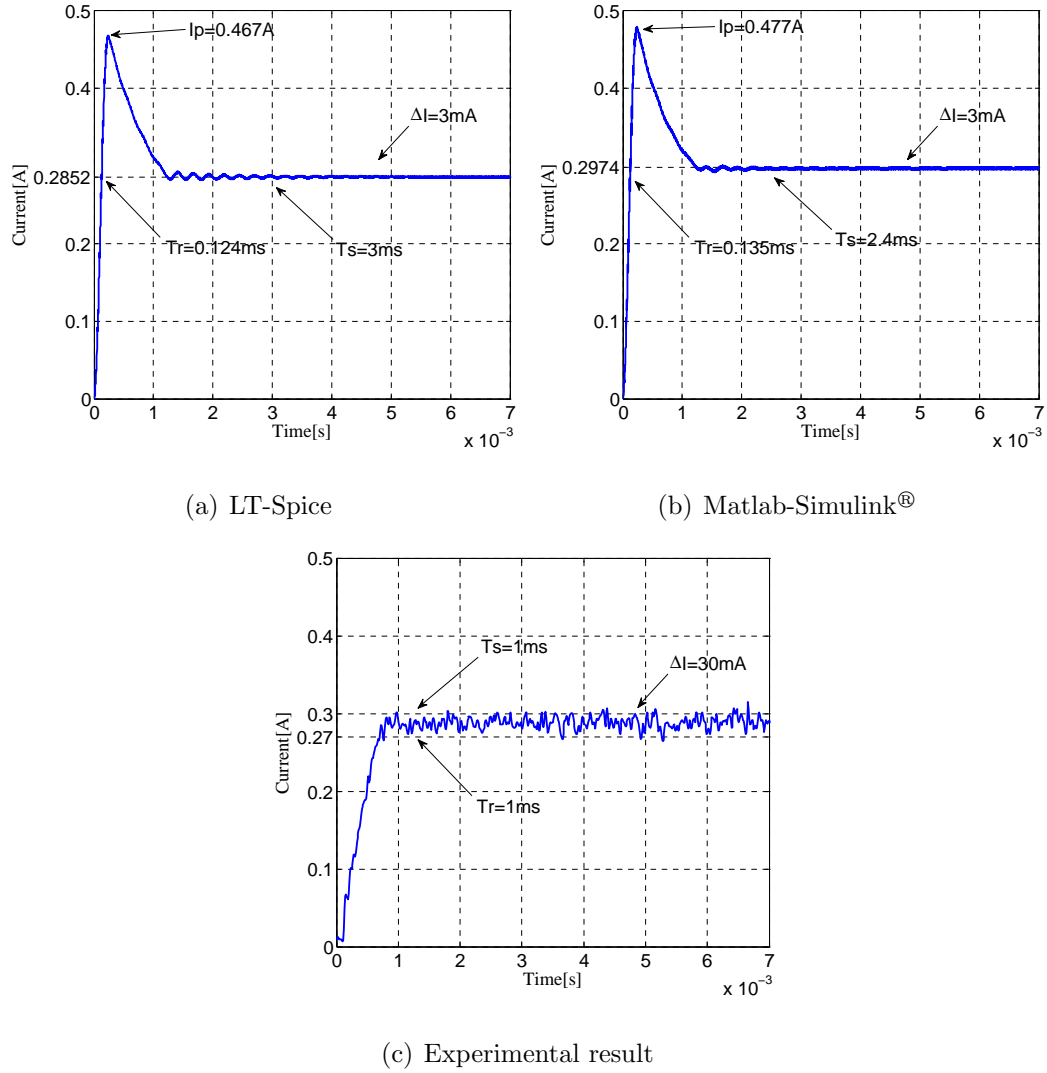 0.5
Ip=0.467A
0.4
ΔI=3mA
0.2852
Current[A]
Tr=0.124ms
Ts=3ms
0.2
0.1
0
0 1 2 3 4 5 6 7
Time[s]
x 10⁻³
(a) LT-Spice
0.5
Ip=0.477A
0.4
ΔI=3mA
0.2974
Current[A]
Tr=0.135ms
Ts=2.4ms
0.2
0.1
0
0 1 2 3 4 5 6 7
Time[s]
x 10⁻³
(b) Matlab-Simulink®
0.5
0.4
Ts=1ms
ΔI=30mA
0.3
0.27
Current[A]
Tr=1ms
0.2
0.1
0
0 1 2 3 4 5 6 7
Time[s]
x 10⁻³
(c) Experimental result